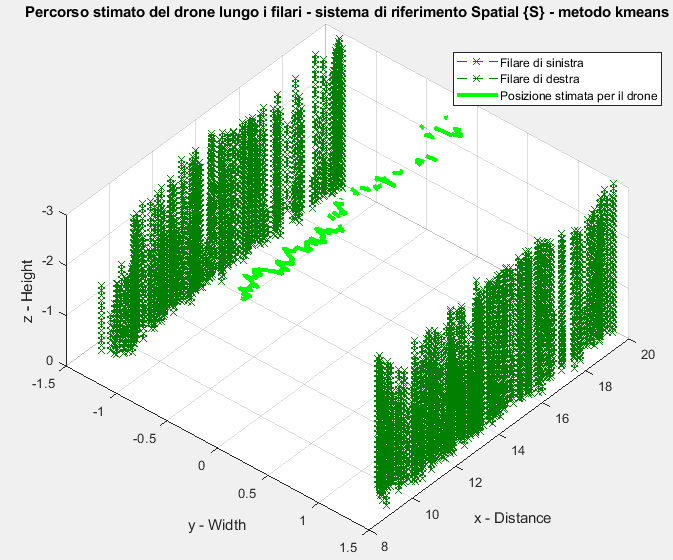 Percorso stimato del drone lungo i filari - sistema di riferimento Spatial {S} - metodo kmeans
Filare di sinistra
Filare di destra
Posizione stimata per il drone
-3
-2
-1
0
z - Height
-1.5
-1
-0.5
0
0.5
1
1.5
y - Width
8
10
12
14
16
18
20
x - Distance